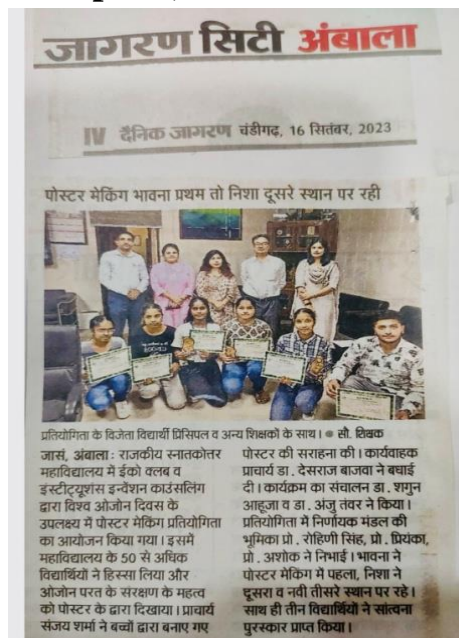 जागरण सिटी अंबाला
IV दैनिक जागरण चंडीगढ़, 16 सितंबर, 2023
पोस्टर मेकिंग भावना प्रथम तो निशा दूसरे स्थान पर रही
प्रतियोगिता के विजेता विद्यार्थी प्रिंसिपल व अन्य शिक्षकों के साथ। ● सौ. शिक्षक
जासं, अंबाला: राजकीय स्नातकोतर
महाविद्यालय में ईको क्लब व
इंस्टीट्यूशंस इन्वेंशन काउंसलिंग
द्वारा विश्व ओजोन दिवस के
उपलक्ष्य में पोस्टर मेकिंग प्रतियोगिता
का आयोजन किया गया। इसमें
महाविद्यालय के 50 से अधिक
विद्यार्थियों ने हिस्सा लिया और
ओजोन परत के संरक्षण के महत्व
को पोस्टर के द्वारा दिखाया। प्राचार्य
संजय शर्मा ने बच्चों द्वारा बनाए गए
पोस्टर की सराहना की। कार्यवाहक
प्राचार्य डा. देसराज बाजवा ने बधाई
दी। कार्यक्रम का संचालन डा. शगुन
आहूजा व डा. अंजु तंवर ने किया।
प्रतियोगिता में निर्णायक मंडल की
भूमिका प्रो. रोहिणी सिंह, प्रो. प्रियंका,
प्रो. अशोक ने निभाई। भावना ने
पोस्टर मेकिंग में पहला, निशा ने
दूसरा व नवी तीसरे स्थान पर रहे।
साथ ही तीन विद्यार्थियों ने सांत्वना
पुरस्कार प्राप्त किया।